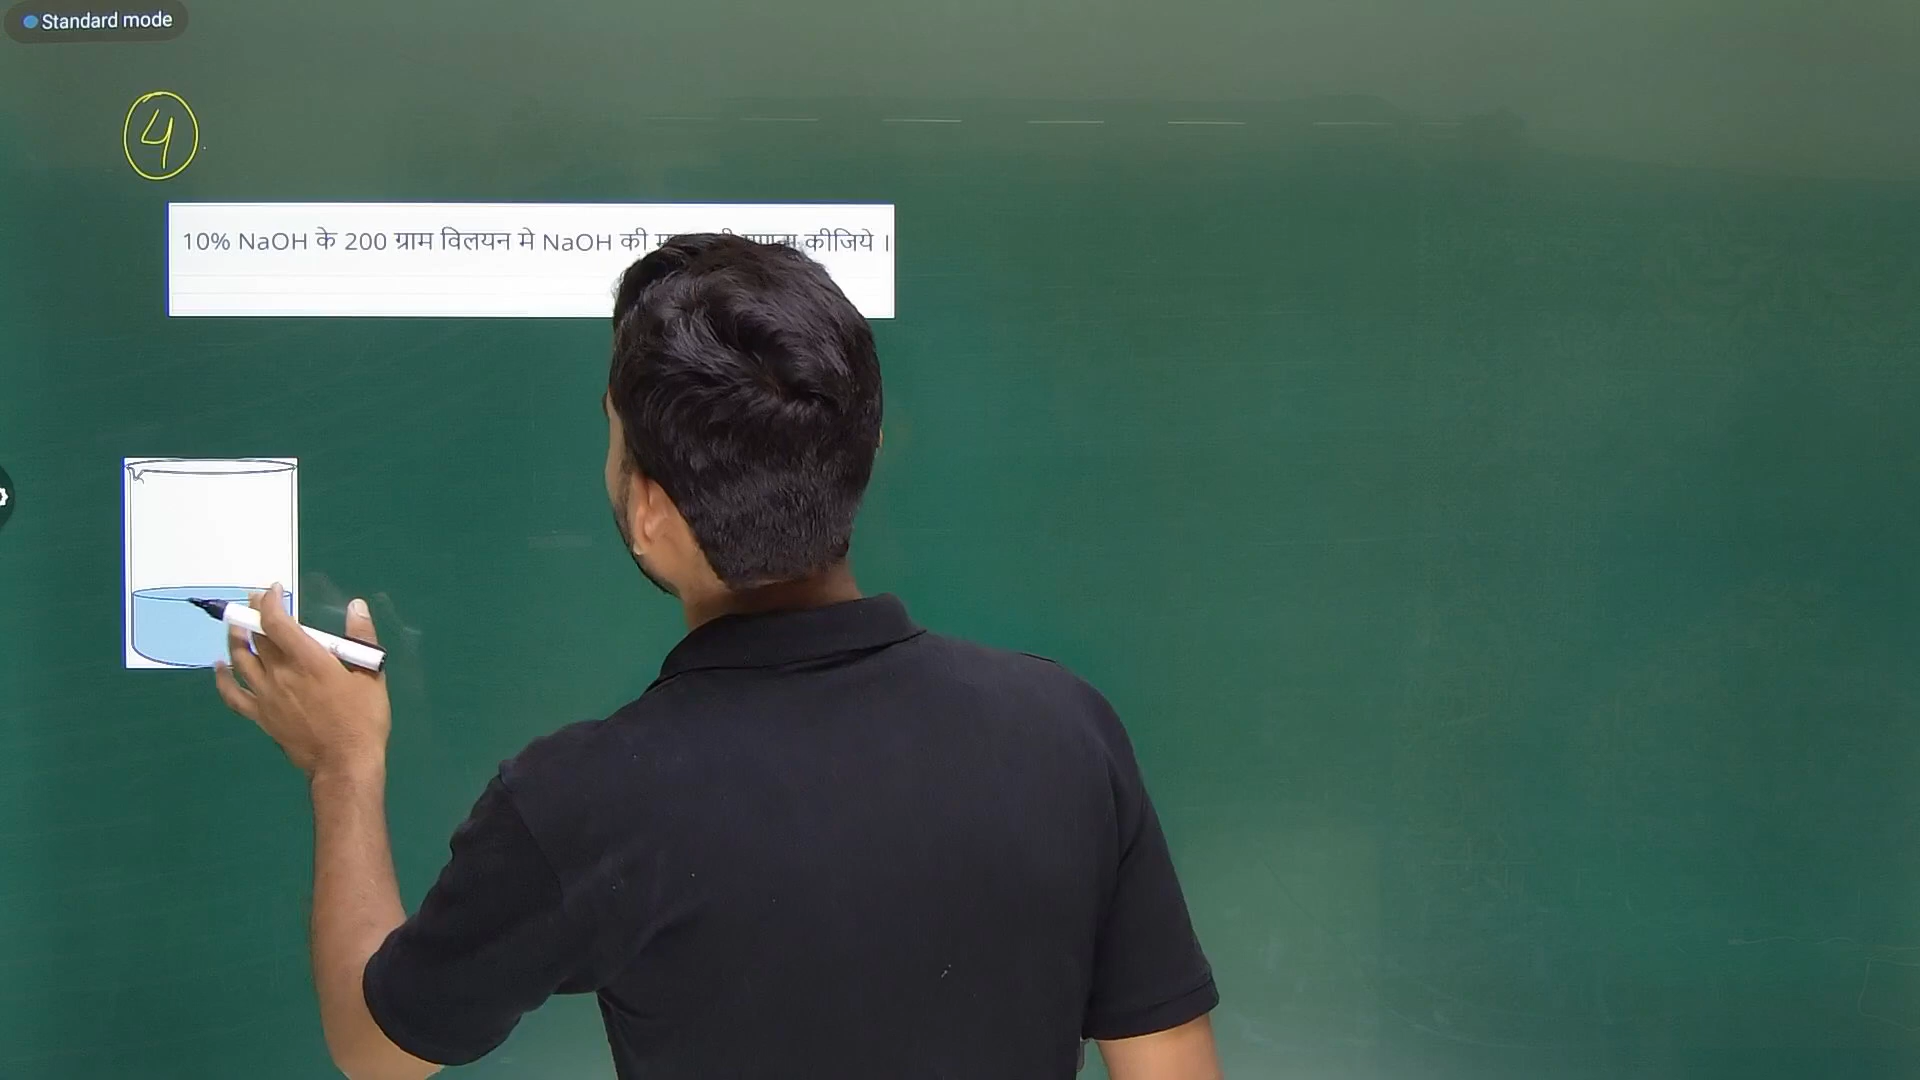 Standard mode
4
10% NaOH के 200 ग्राम विलयन मे NaOH की कीजिये ।